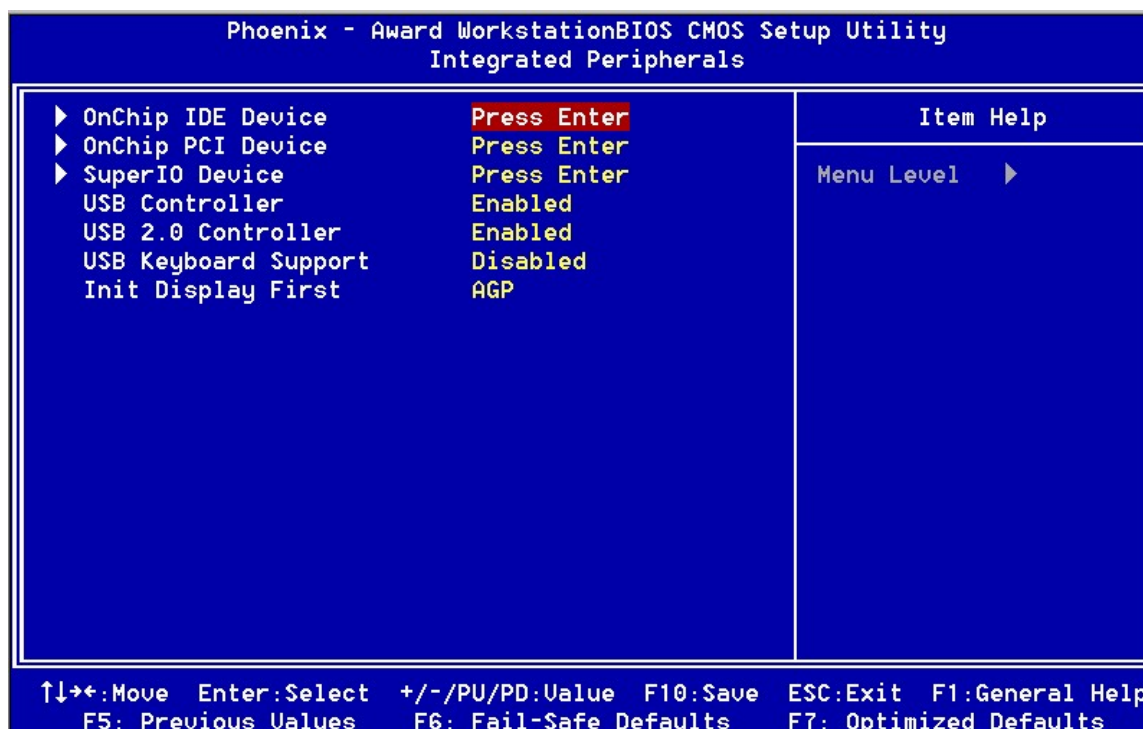 Phoenix - Award WorkstationBIOS CMOS Setup Utility
Integrated Peripherals
OnChip IDE Device Press Enter
OnChip PCI Device Press Enter
SuperIO Device Press Enter
USB Controller Enabled
USB 2.0 Controller Enabled
USB Keyboard Support Disabled
Init Display First AGP
Item Help
Menu Level
↑↓→←:Move Enter:Select +/-/PU/PD:Value F10:Save ESC:Exit F1:General Help
F5: Previous Values F6: Fail-Safe Defaults F7: Optimized Defaults